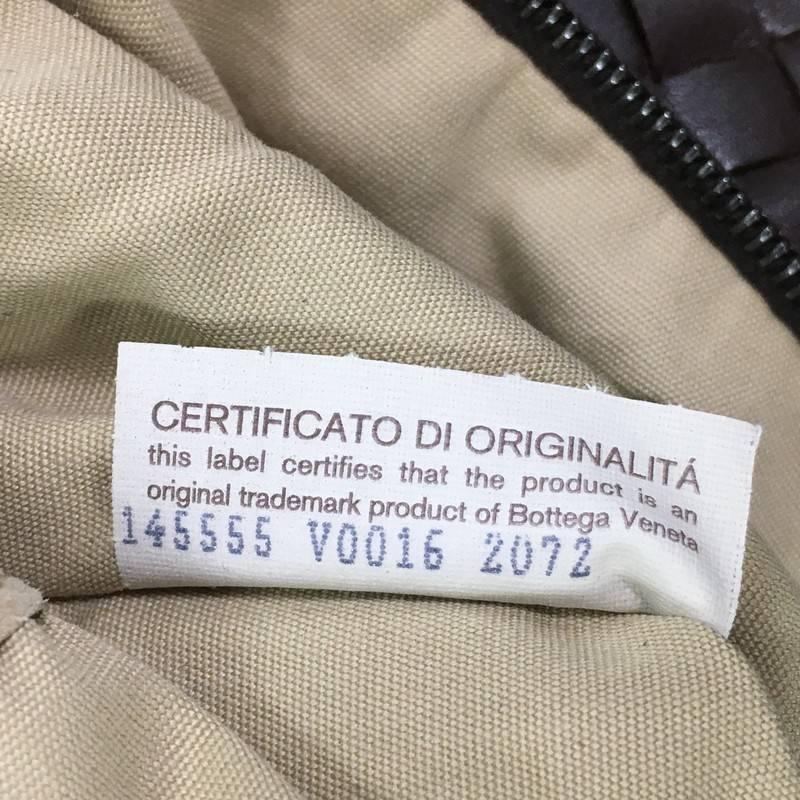 CERTIFICATO DI ORIGINALITÁ
this label certifies that the product is an
original trademark product of Bottega Veneta
145555 V0016 2072